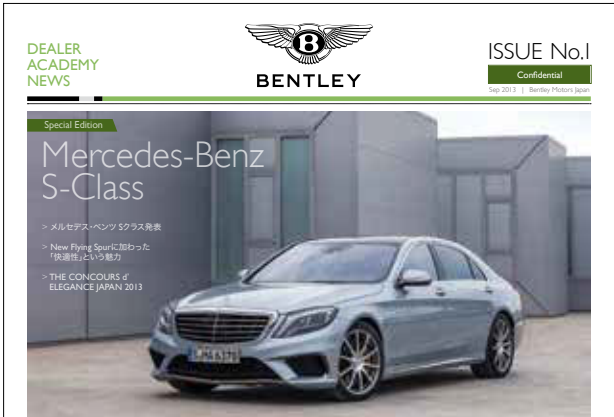 DEALER
ACADEMY
NEWS
B
BENTLEY
ISSUE No.1
Confidential
Sep 2013 | Bentley Motors Japan
Special Edition
Mercedes-Benz
S-Class
> メルセデス・ベンツ Sクラス発表
> New Flying Spurに加わった
「快適性」という魅力
> THE CONCOURS d'
ELEGANCE JAPAN 2013